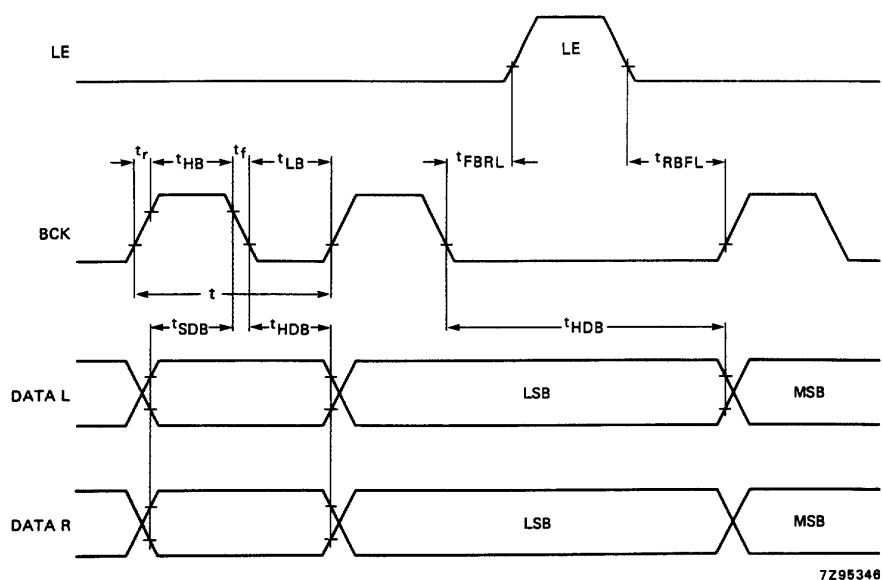 LE
LE
tr
tHB
tf
tLB
tFBRL
tRBFL
BCK
t
tSDB
tHDB
tHDB
DATA L
LSB
MSB
DATA R
LSB
MSB
7Z95346